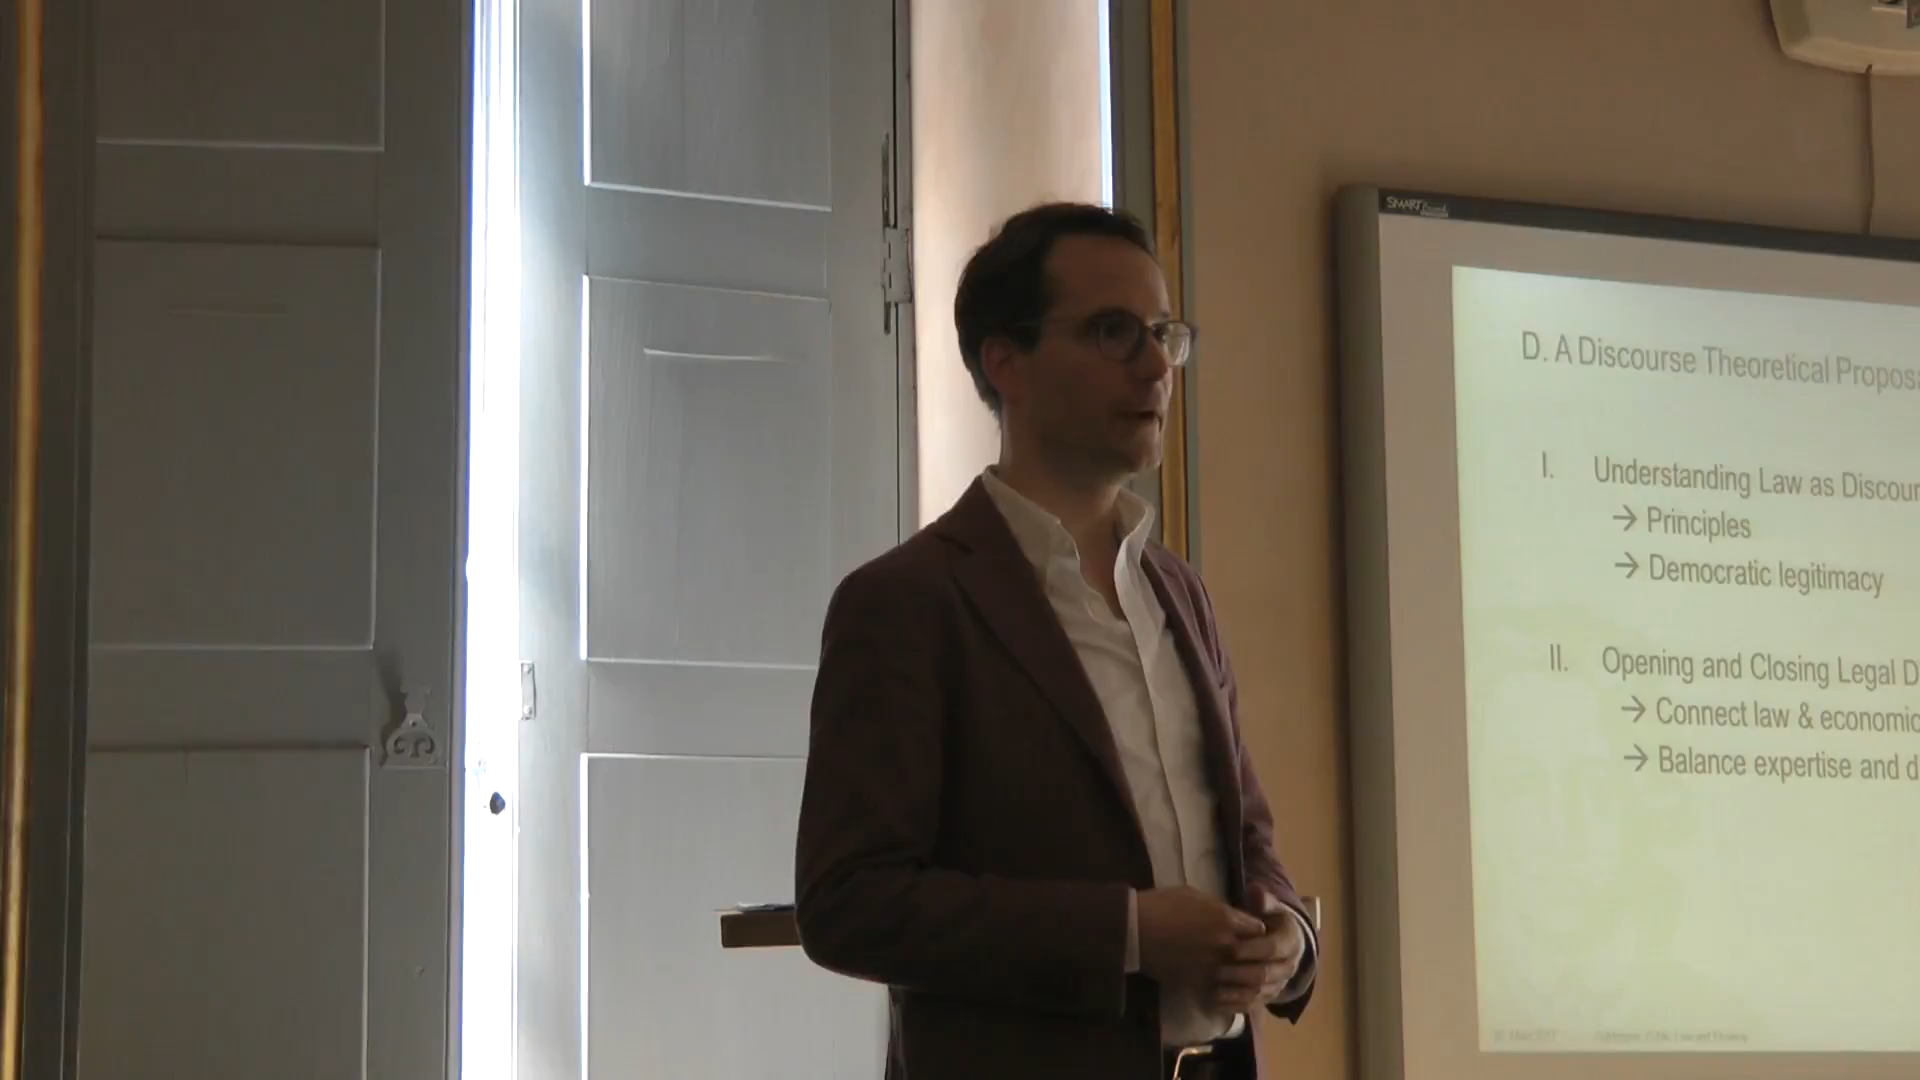 SMART
D. A Discourse Theoretical Propos
I. Understanding Law as Discour
→ Principles
→ Democratic legitimacy
II. Opening and Closing Legal D
→ Connect law & economic
→ Balance expertise and d